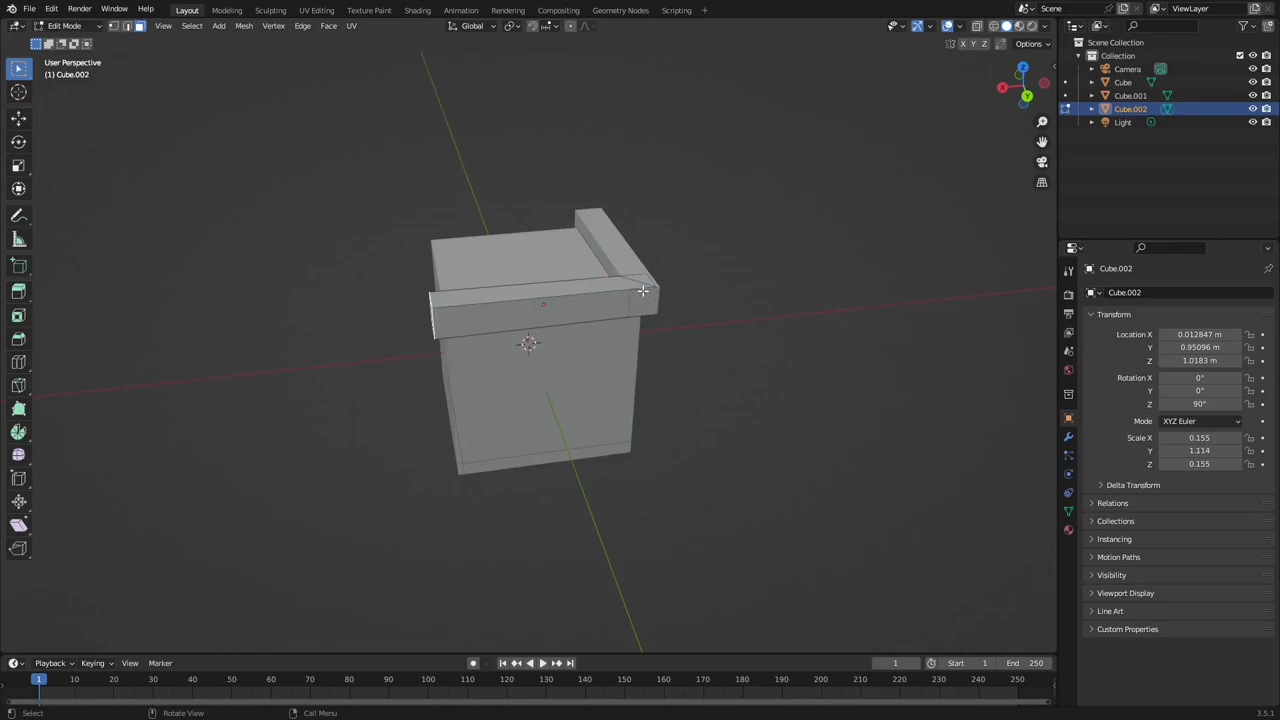 File Edit Render Window Help Layout Modeling Sculpting UV Editing Texture Paint Shading Animation Rendering Compositing Geometry Nodes Scripting + Scene ViewLayer
Edit Mode View Select Add Mesh Vertex Edge Face UV Global
X Y Z Options
User Perspective
(1) Cube.002
Z
X
Y
Scene Collection
Collection
Camera
Cube
Cube.001
Cube.002
Light
Cube.002
Cube.002
Transform
Location X 0.012847 m
Y 0.95096 m
Z 1.0183 m
Rotation X 0°
Y 0°
Z 90°
Mode XYZ Euler
Scale X 0.155
Y 1.114
Z 0.155
Delta Transform
Relations
Collections
Instancing
Motion Paths
Visibility
Viewport Display
Line Art
Custom Properties
Playback Keying View Marker 1 Start 1 End 250
1 10 20 30 40 50 60 70 80 90 100 110 120 130 140 150 160 170 180 190 200 210 220 230 240 250
Select Rotate View Call Menu 3.5.1